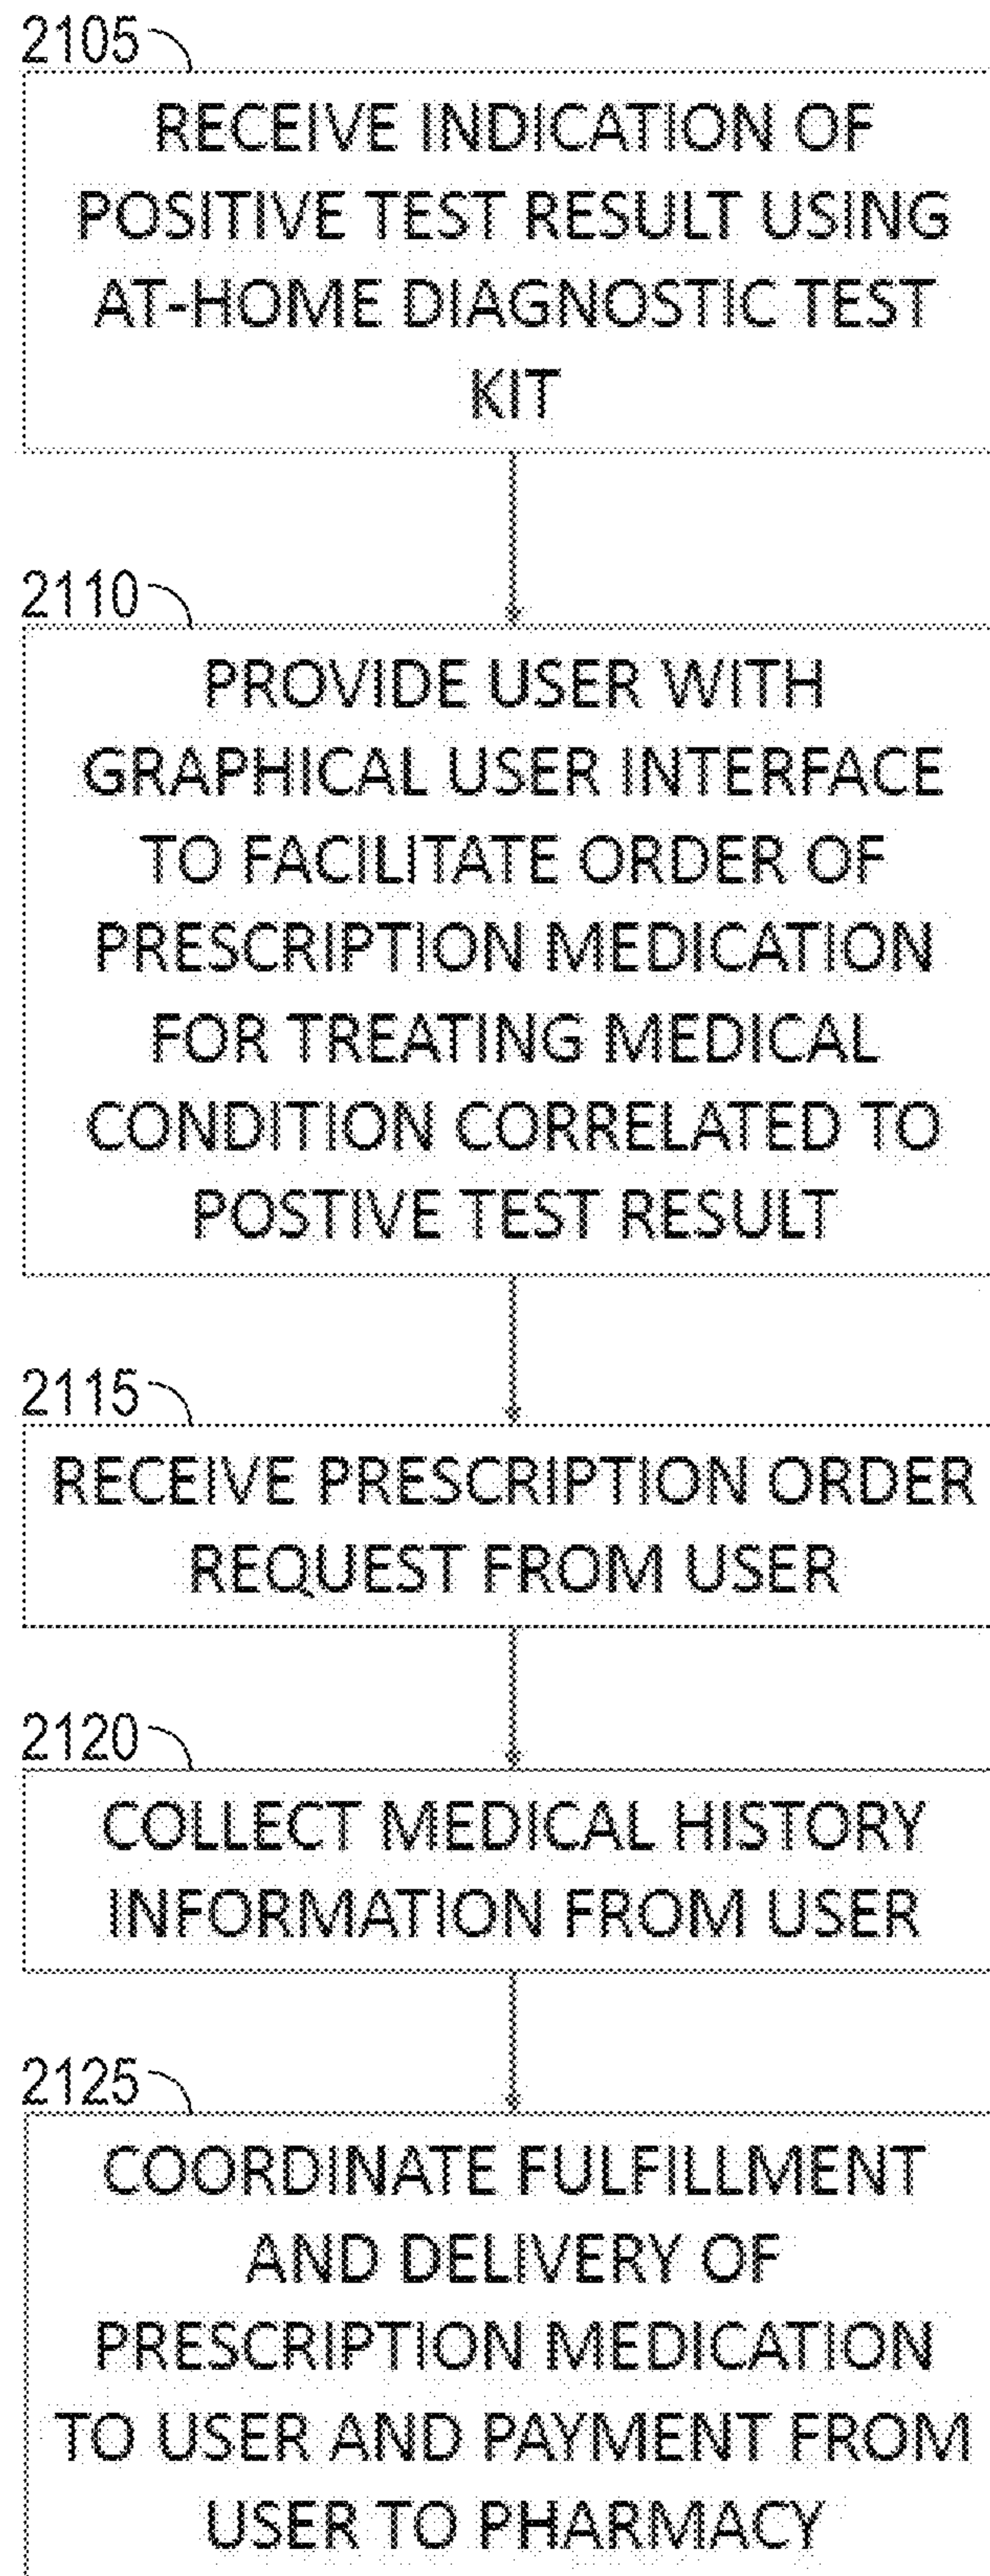 2105
RECEIVE INDICATION OF
POSITIVE TEST RESULT USING
AT-HOME DIAGNOSTIC TEST
KIT
2110
PROVIDE USER WITH
GRAPHICAL USER INTERFACE
TO FACILITATE ORDER OF
PRESCRIPTION MEDICATION
FOR TREATING MEDICAL
CONDITION CORRELATED TO
POSTIVE TEST RESULT
2115
RECEIVE PRESCRIPTION ORDER
REQUEST FROM USER
2120
COLLECT MEDICAL HISTORY
INFORMATION FROM USER
2125
COORDINATE FULFILLMENT
AND DELIVERY OF
PRESCRIPTION MEDICATION
TO USER AND PAYMENT FROM
USER TO PHARMACY